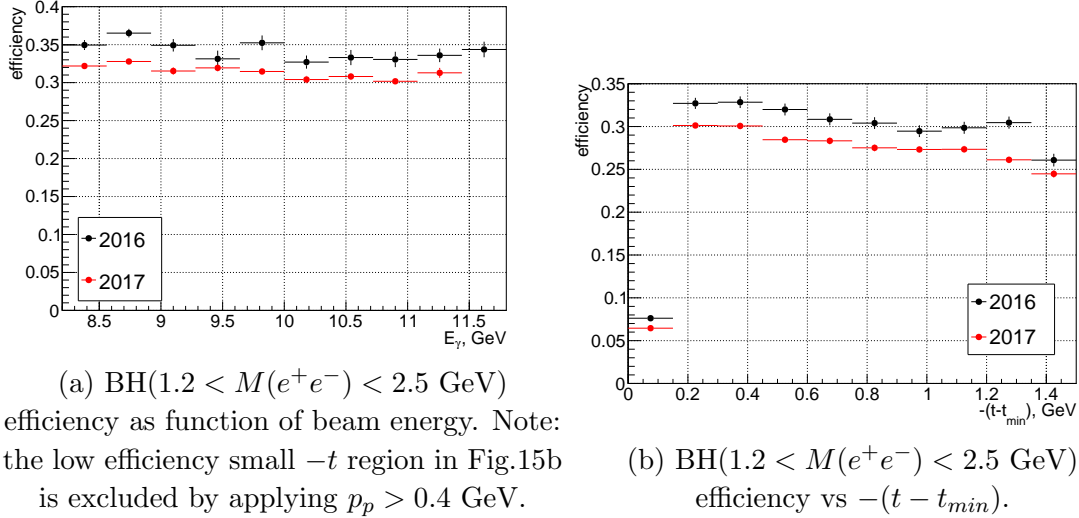 efficiency
0.4
0.35
0.3
0.25
0.2
0.15
0.1
0.05
0
2016
2017
8.5 9 9.5 10 10.5 11 11.5
E_γ, GeV
(a) BH(1.2 < M(e⁺e⁻) < 2.5 GeV)
efficiency as function of beam energy. Note:
the low efficiency small −t region in Fig.15b
is excluded by applying p_p > 0.4 GeV.
efficiency
0.35
0.3
0.25
0.2
0.15
0.1
0.05
0
2016
2017
0 0.2 0.4 0.6 0.8 1 1.2 1.4
-(t-t_min), GeV
(b) BH(1.2 < M(e⁺e⁻) < 2.5 GeV)
efficiency vs −(t − t_min).